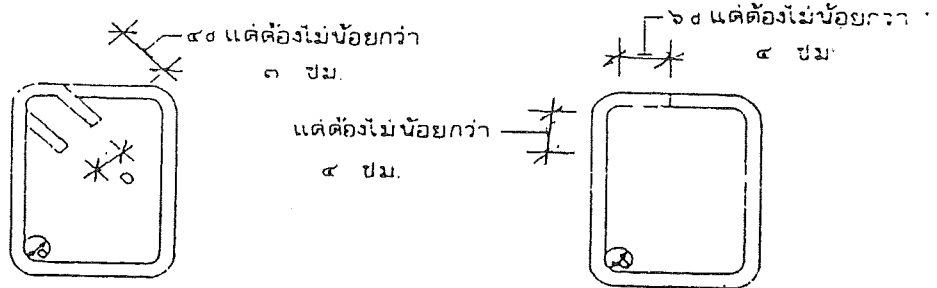 ๔d แต่ต้องไม่น้อยกว่า
๓ ซม.
๖d แต่ต้องไม่น้อยกว่า
๔ ซม.
แต่ต้องไม่น้อยกว่า
๔ ซม.